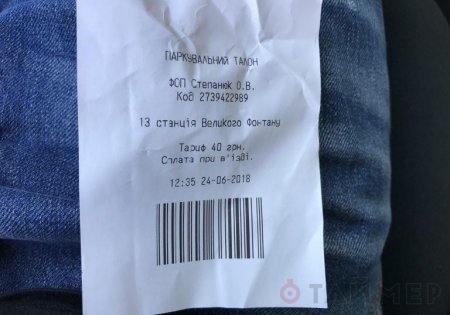 ПАРКУВАЛЬНИЙ ТАЛОН
ФОП Степанюк О.В.
Код 2739422989
13 станція Великого Фонтану
Тариф 40 грн.
Сплата при в'їзді.
12:35 24-06-2018
ТАЙМЕР